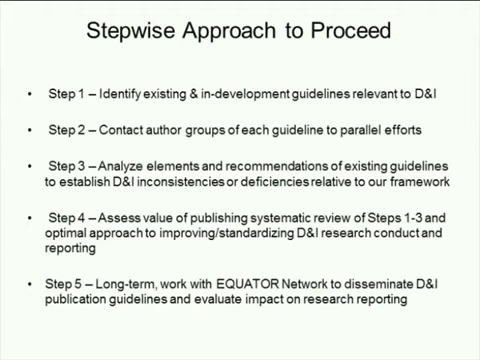 Stepwise Approach to Proceed
• Step 1 – Identify existing & in-development guidelines relevant to D&I
• Step 2 – Contact author groups of each guideline to parallel efforts
• Step 3 – Analyze elements and recommendations of existing guidelines
to establish D&I inconsistencies or deficiencies relative to our framework
• Step 4 – Assess value of publishing systematic review of Steps 1-3 and
optimal approach to improving/standardizing D&I research conduct and
reporting
• Step 5 – Long-term, work with EQUATOR Network to disseminate D&I
publication guidelines and evaluate impact on research reporting